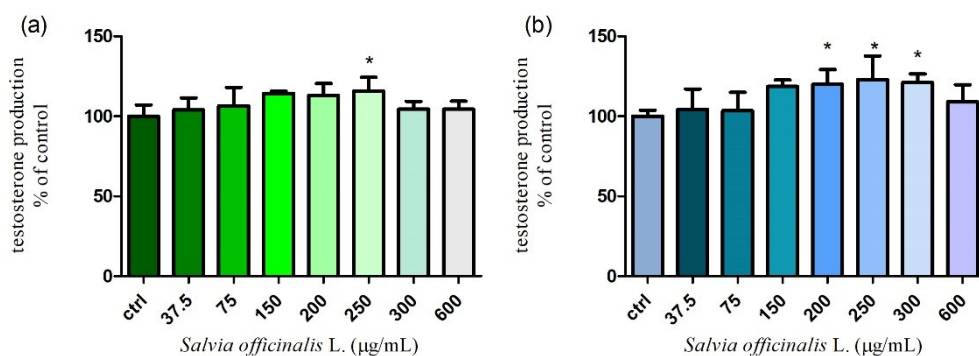 (a)
testosterone production
% of control
150
100
50
0
*
ctrl
37.5
75
150
200
250
300
600
Salvia officinalis L. (µg/mL)
(b)
testosterone production
% of control
150
100
50
0
* * *
ctrl
37.5
75
150
200
250
300
600
Salvia officinalis L. (µg/mL)